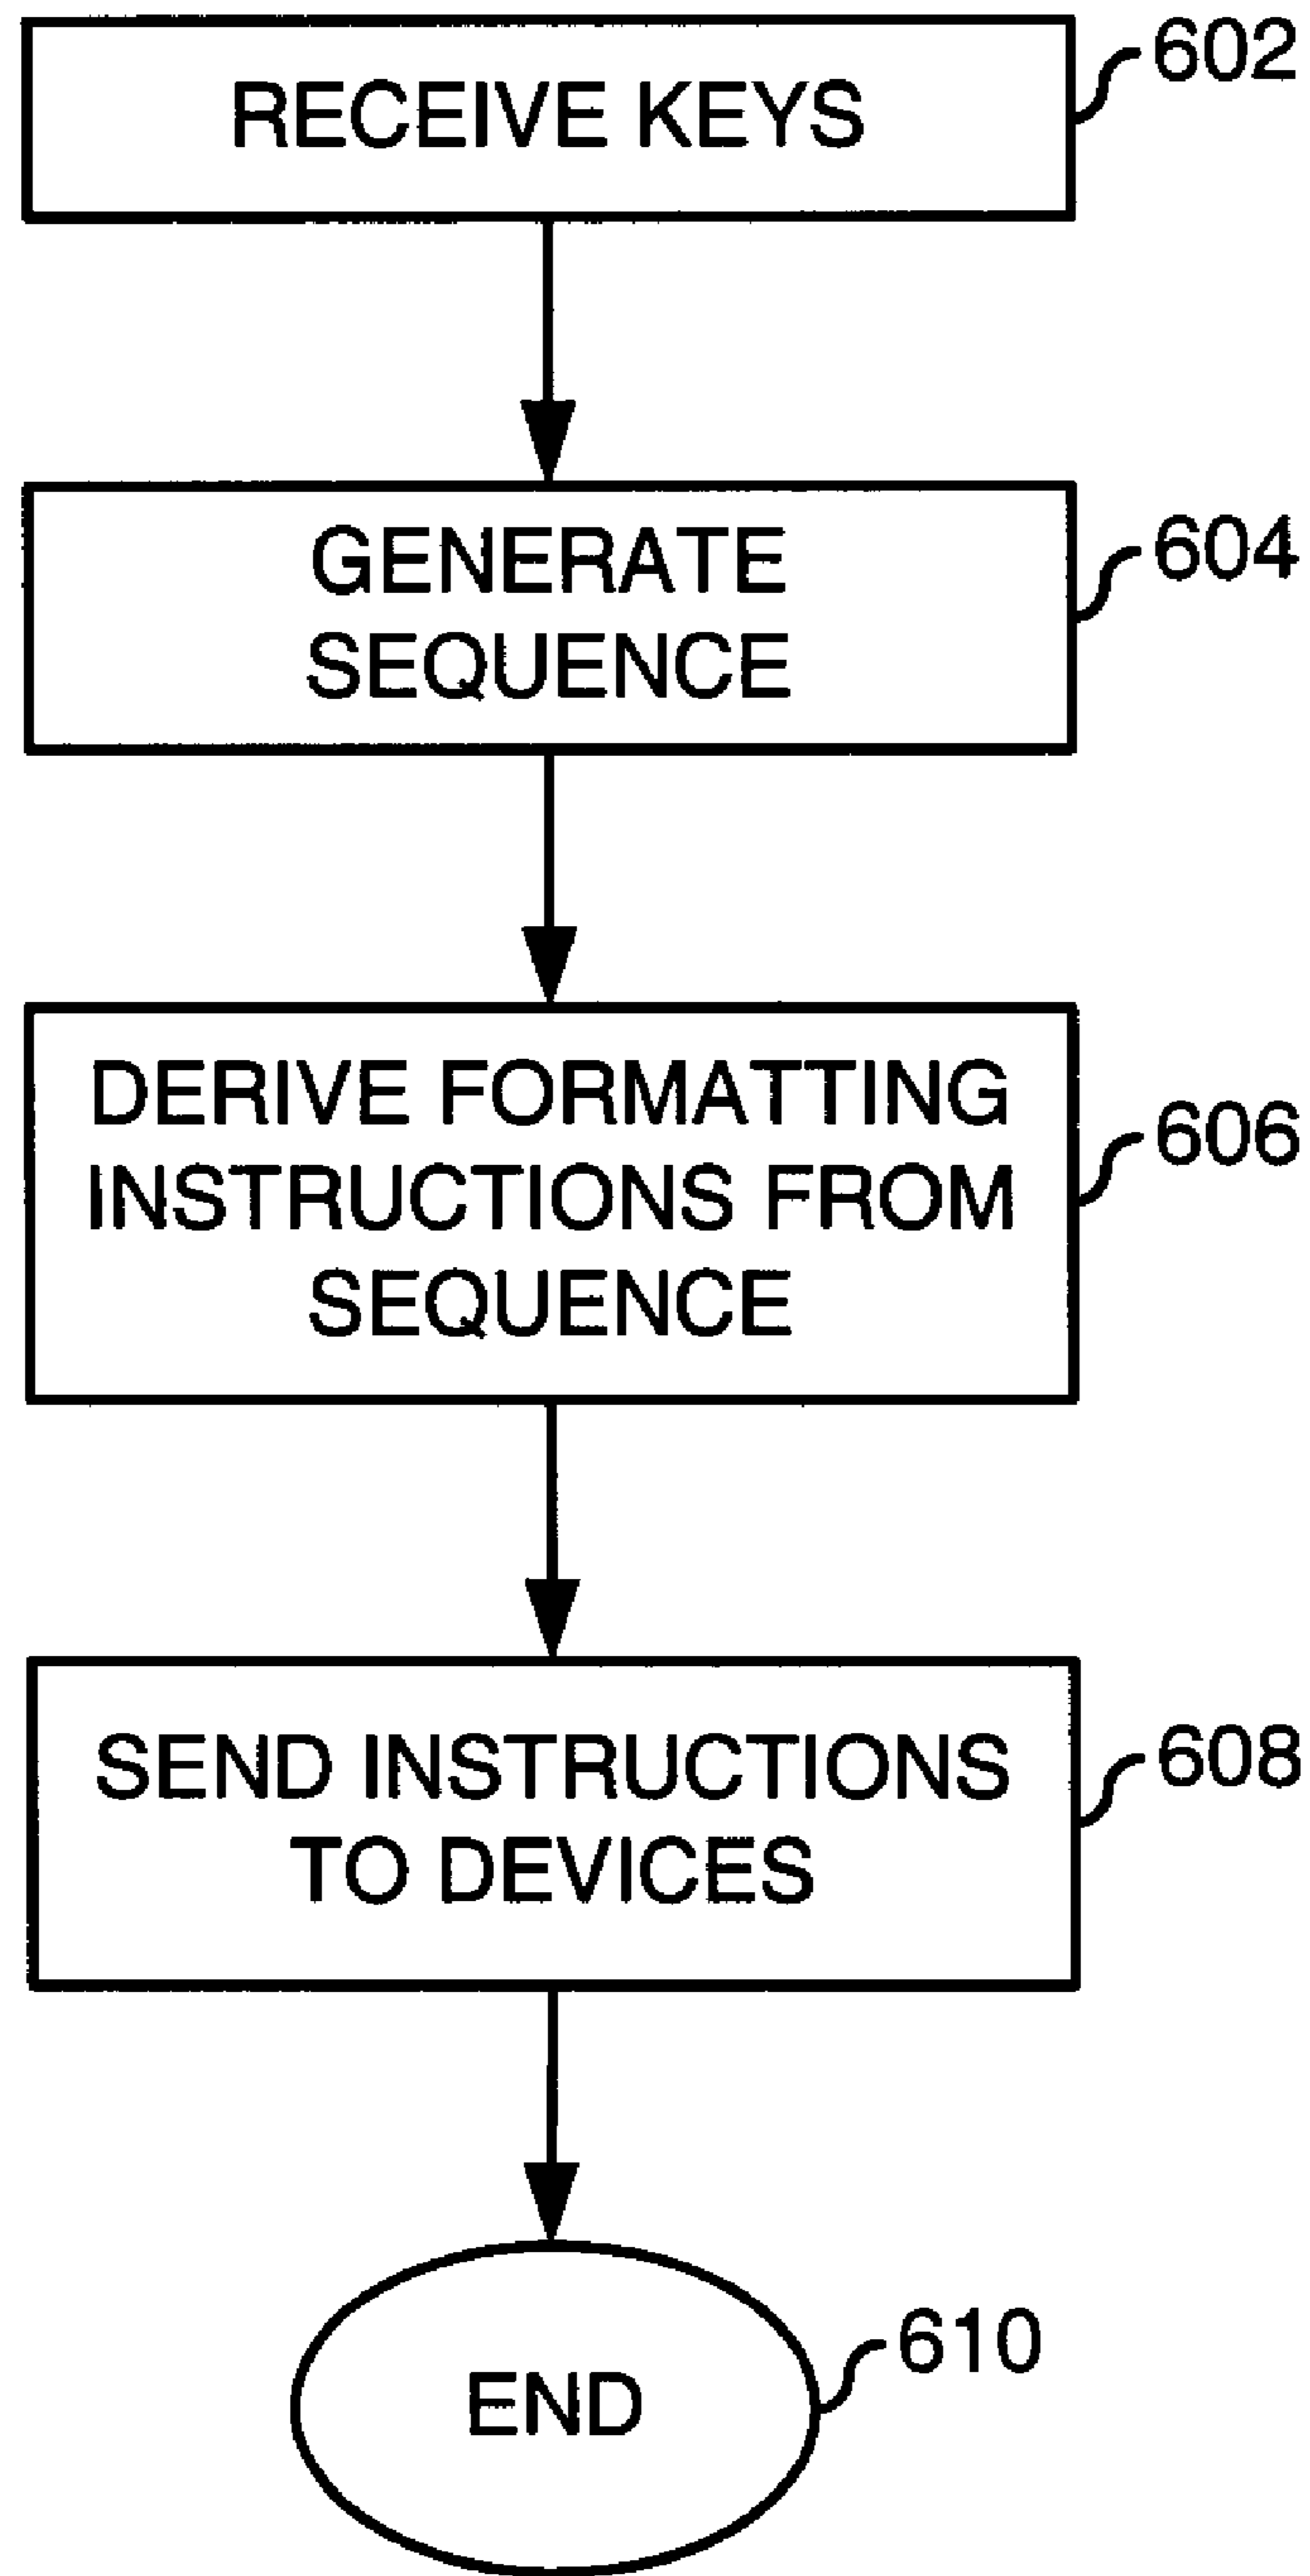 RECEIVE KEYS
602
GENERATE
SEQUENCE
604
DERIVE FORMATTING
INSTRUCTIONS FROM
SEQUENCE
606
SEND INSTRUCTIONS
TO DEVICES
608
END
610